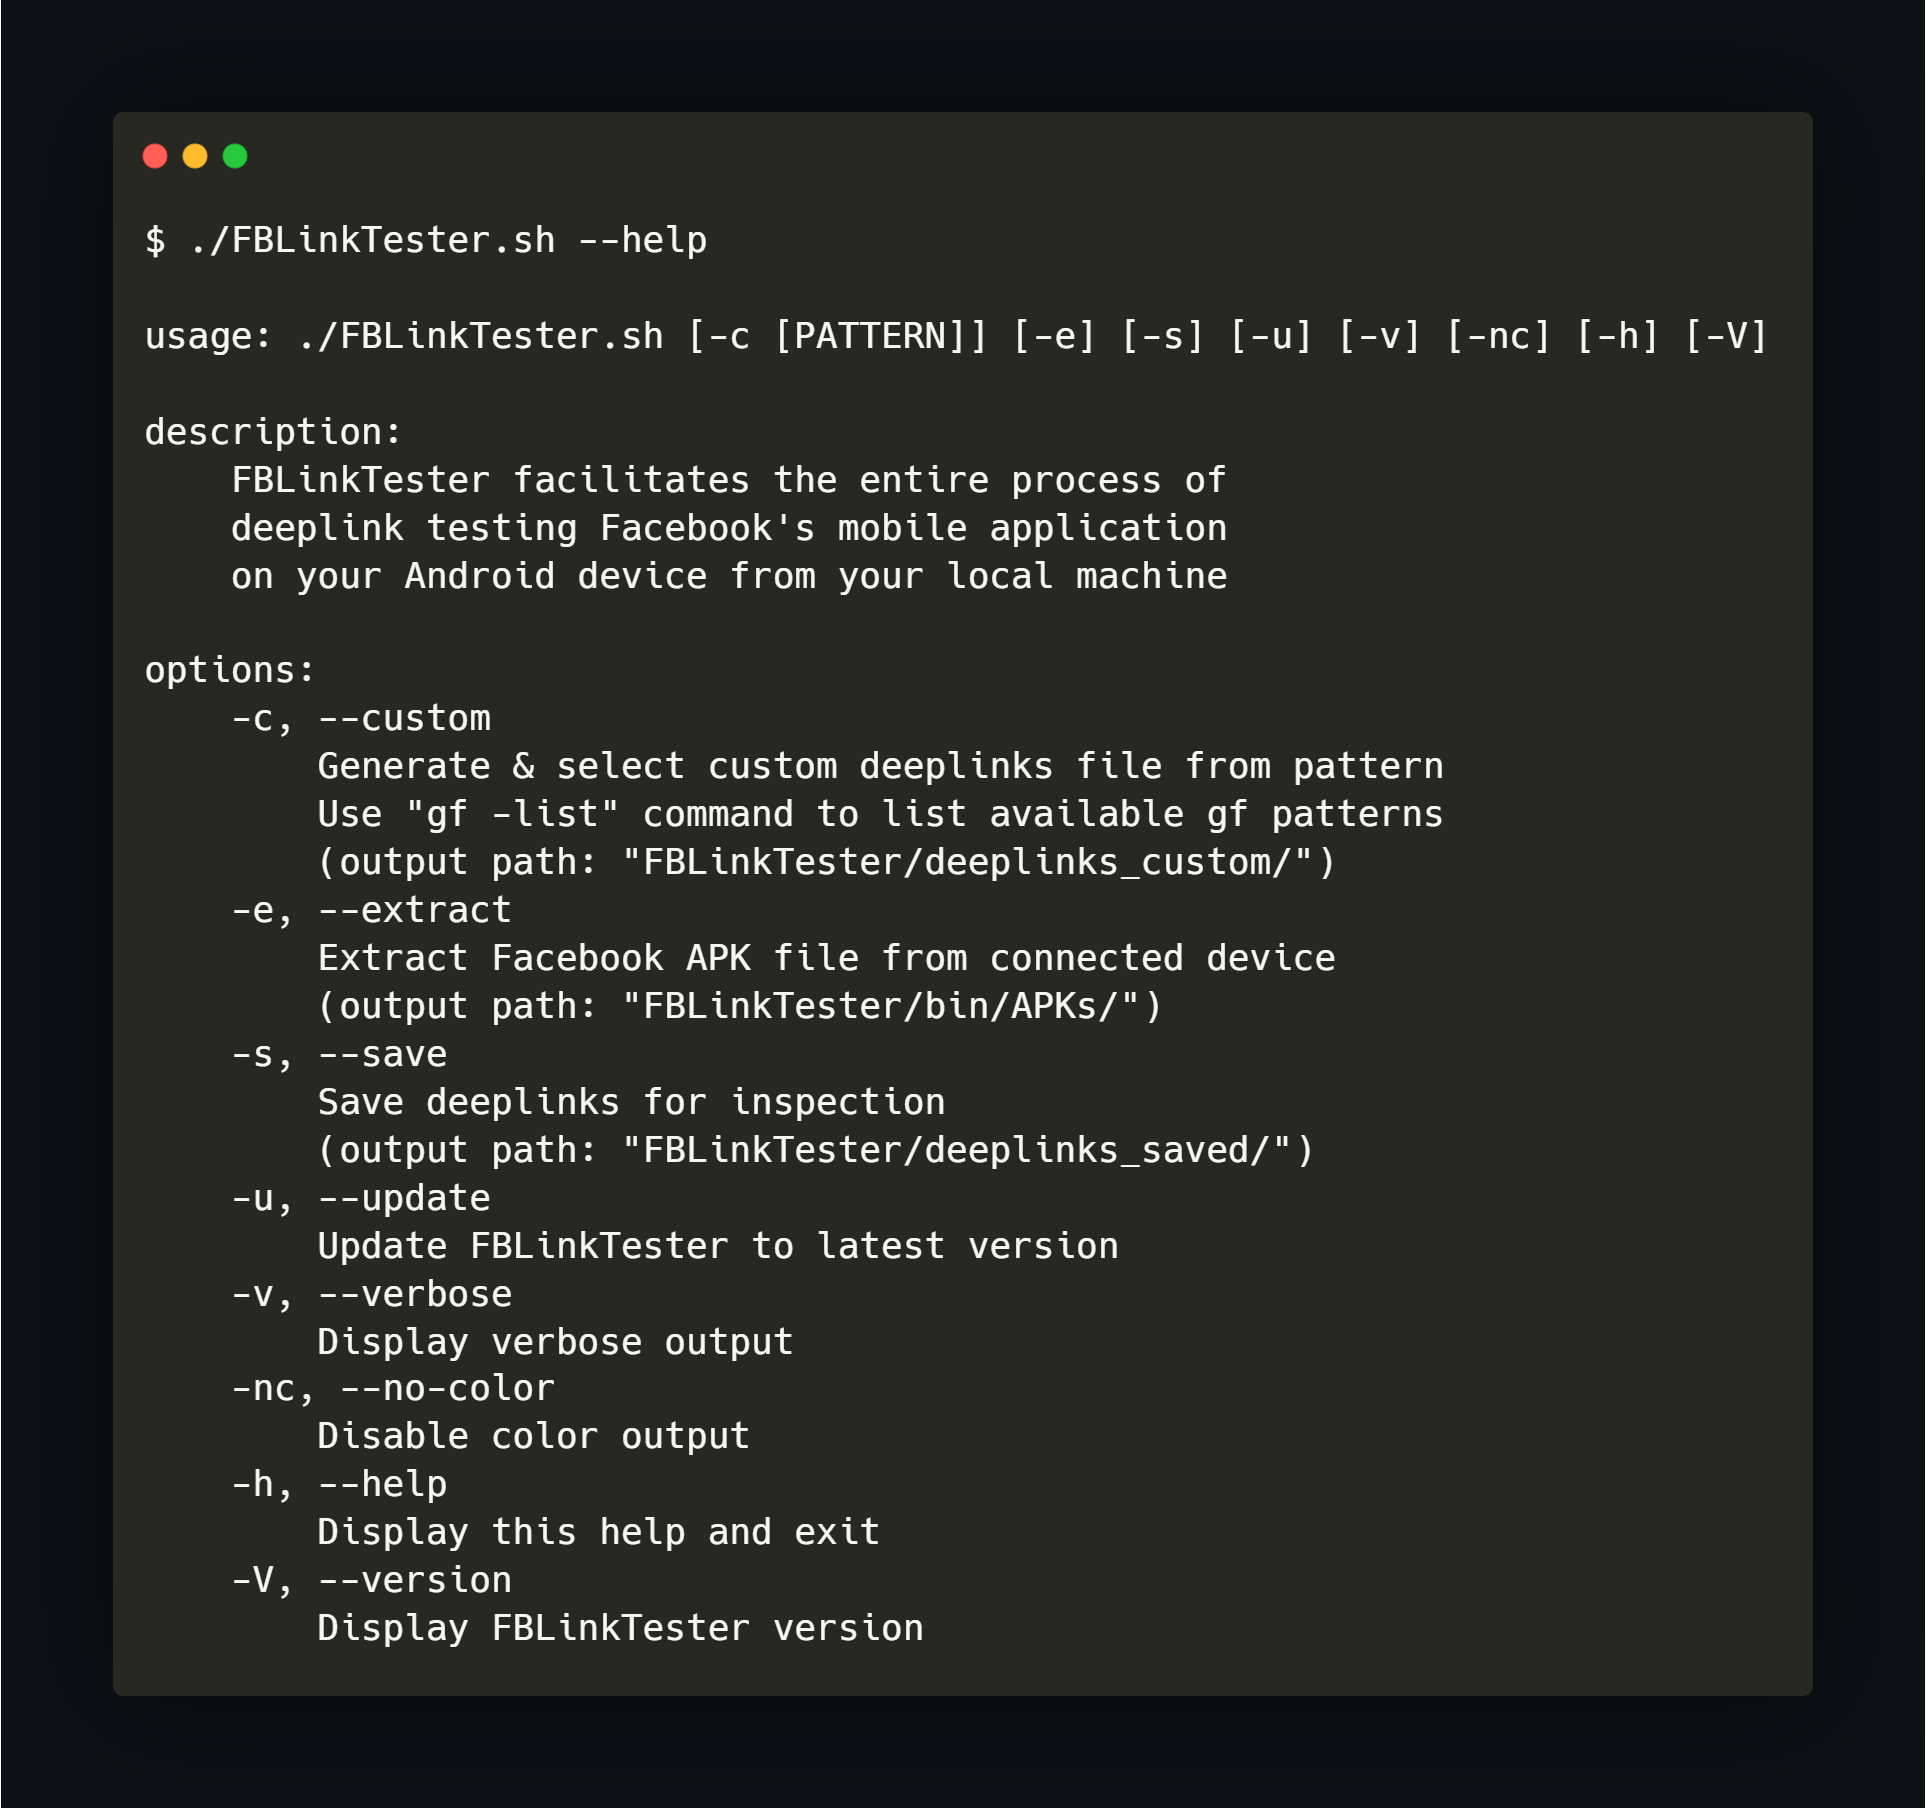 $ ./FBLinkTester.sh --help
usage: ./FBLinkTester.sh [-c [PATTERN]] [-e] [-s] [-u] [-v] [-nc] [-h] [-V]
description:
FBLinkTester facilitates the entire process of
deeplink testing Facebook's mobile application
on your Android device from your local machine
options:
-c, --custom
Generate & select custom deeplinks file from pattern
Use "gf -list" command to list available gf patterns
(output path: "FBLinkTester/deeplinks_custom/")
-e, --extract
Extract Facebook APK file from connected device
(output path: "FBLinkTester/bin/APKs/")
-s, --save
Save deeplinks for inspection
(output path: "FBLinkTester/deeplinks_saved/")
-u, --update
Update FBLinkTester to latest version
-v, --verbose
Display verbose output
-nc, --no-color
Disable color output
-h, --help
Display this help and exit
-V, --version
Display FBLinkTester version